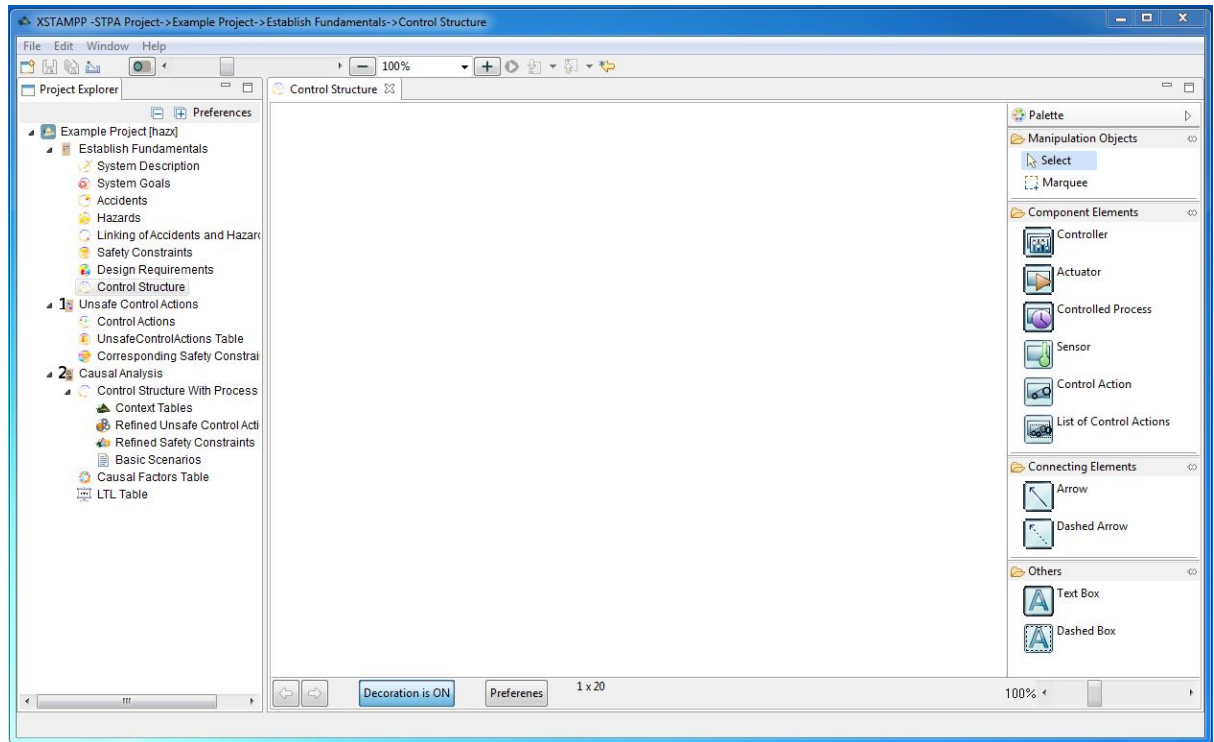 XSTAMPP -STPA Project->Example Project->Establish Fundamentals->Control Structure
File Edit Window Help
100%
Project Explorer
Preferences
Example Project [hazx]
Establish Fundamentals
System Description
System Goals
Accidents
Hazards
Linking of Accidents and Hazar
Safety Constraints
Design Requirements
Control Structure
1 Unsafe Control Actions
Control Actions
UnsafeControlActions Table
Corresponding Safety Constrai
2 Causal Analysis
Control Structure With Process
Context Tables
Refined Unsafe Control Acti
Refined Safety Constraints
Basic Scenarios
Causal Factors Table
LTL Table
Control Structure
Decoration is ON
Preferenes
1 x 20
100%
Palette
Manipulation Objects
Select
Marquee
Component Elements
Controller
Actuator
Controlled Process
Sensor
Control Action
List of Control Actions
Connecting Elements
Arrow
Dashed Arrow
Others
Text Box
Dashed Box